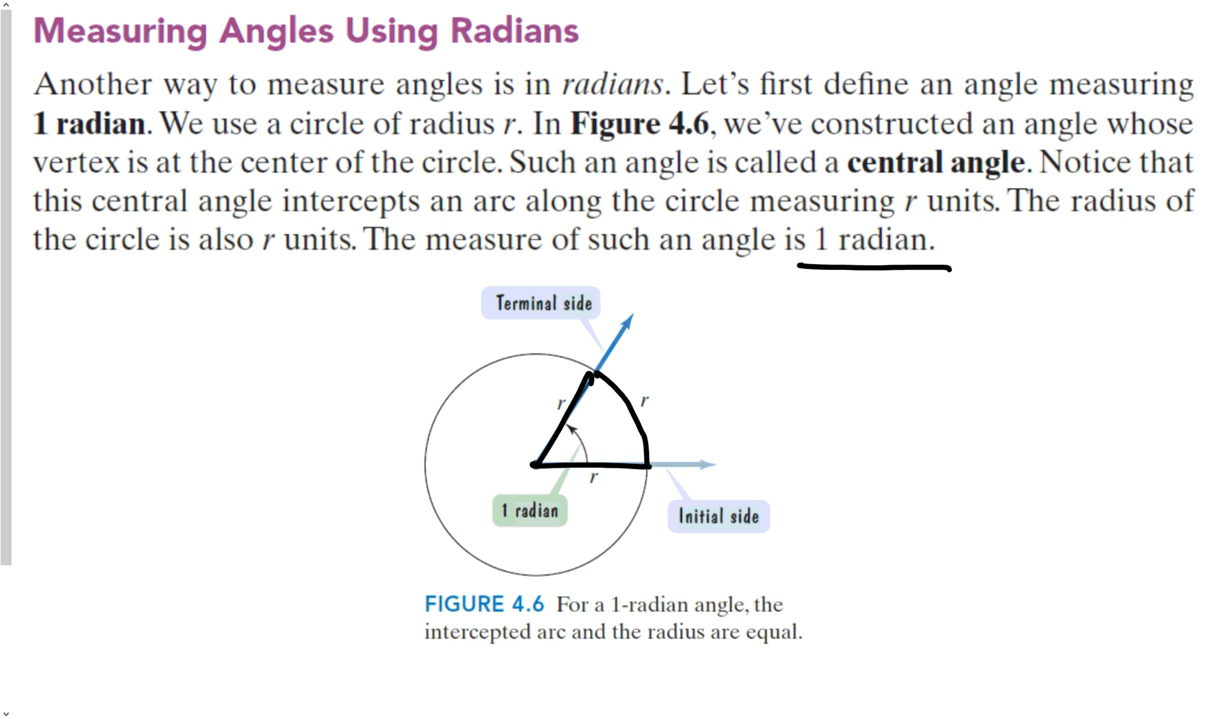 Measuring Angles Using Radians
Another way to measure angles is in radians. Let's first define an angle measuring
1 radian. We use a circle of radius r. In Figure 4.6, we've constructed an angle whose
vertex is at the center of the circle. Such an angle is called a central angle. Notice that
this central angle intercepts an arc along the circle measuring r units. The radius of
the circle is also r units. The measure of such an angle is 1 radian.
Terminal side
r
r
r
1 radian
Initial side
FIGURE 4.6 For a 1-radian angle, the
intercepted arc and the radius are equal.